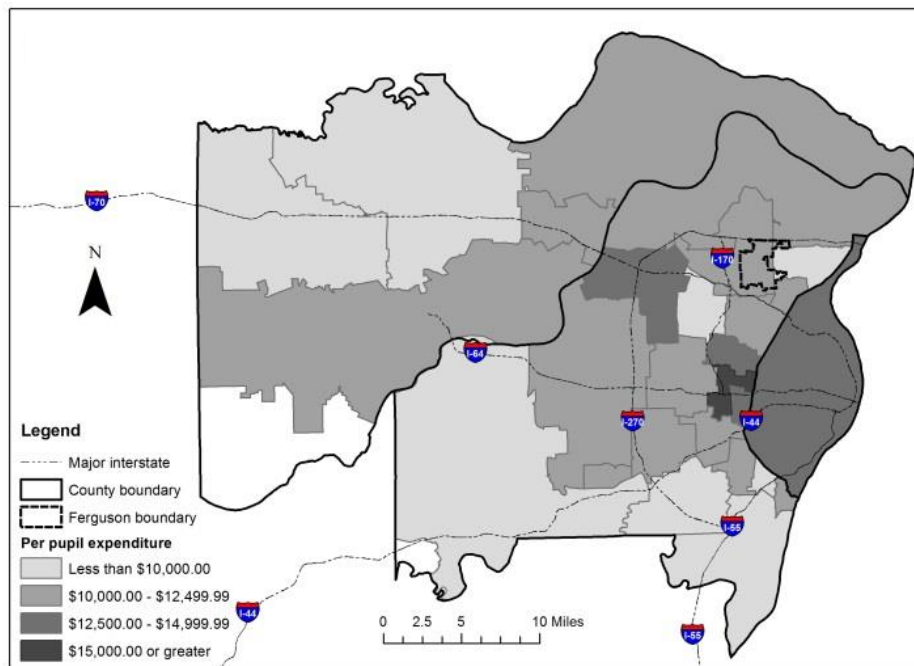 I-70
N
I-170
I-64
I-270
I-44
I-55
I-44
I-55
Legend
Major interstate
County boundary
Ferguson boundary
Per pupil expenditure
Less than $10,000.00
$10,000.00 - $12,499.99
$12,500.00 - $14,999.99
$15,000.00 or greater
0 2.5 5 10 Miles